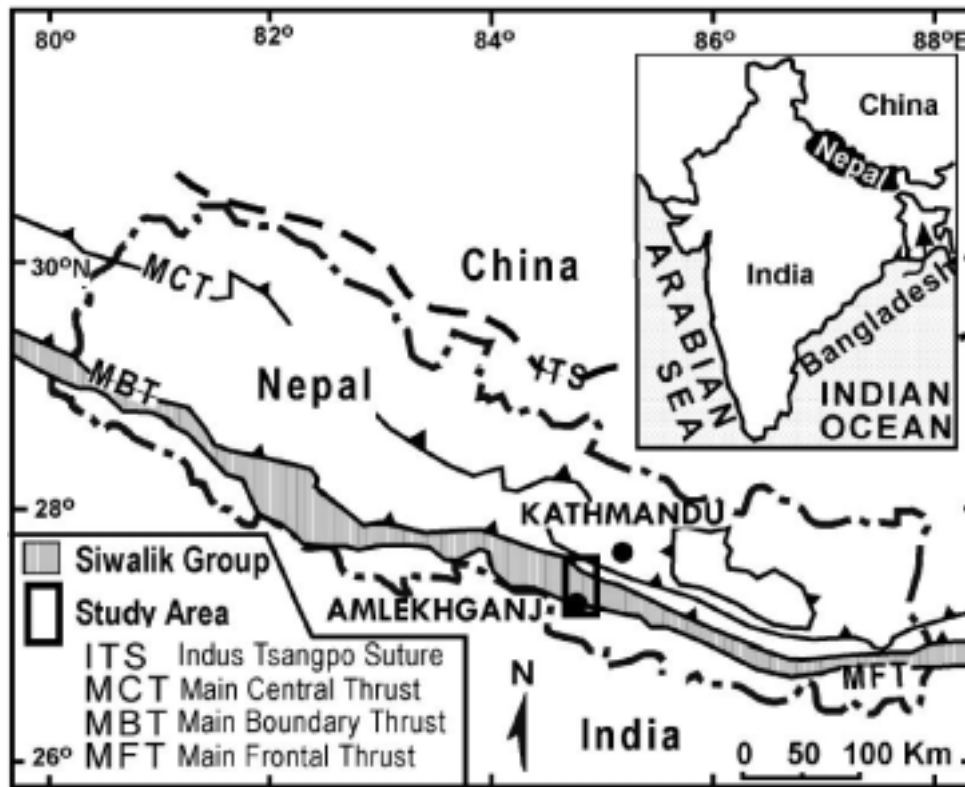 80° 82° 84° 86° 88°E
China
Nepal
India
ARABIAN SEA
Bangladesh
INDIAN OCEAN
30°N
MCT
China
MBT
Nepal
ITS
28°
KATHMANDU
Siwalik Group
AMLEKHGANJ
Study Area
ITS Indus Tsangpo Suture
MCT Main Central Thrust
MBT Main Boundary Thrust
MFT Main Frontal Thrust
MFT
N
India
26°
0 50 100 Km .